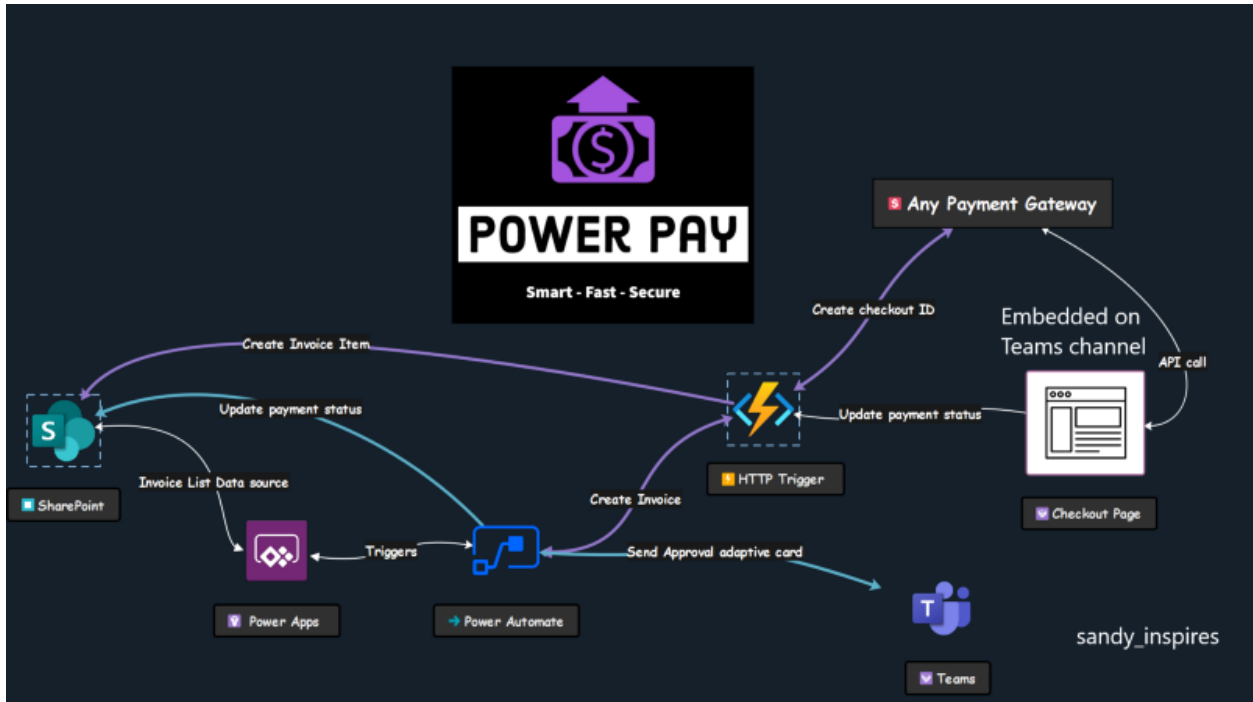 POWER PAY
Smart - Fast - Secure
S Any Payment Gateway
Create checkout ID
Embedded on
Teams channel
API call
Create Invoice Item
Update payment status
Update payment status
S
SharePoint
Invoice List Data source
HTTP Trigger
Create Invoice
Checkout Page
Triggers
Send Approval adaptive card
Power Apps
Power Automate
T
Teams
sandy_inspires